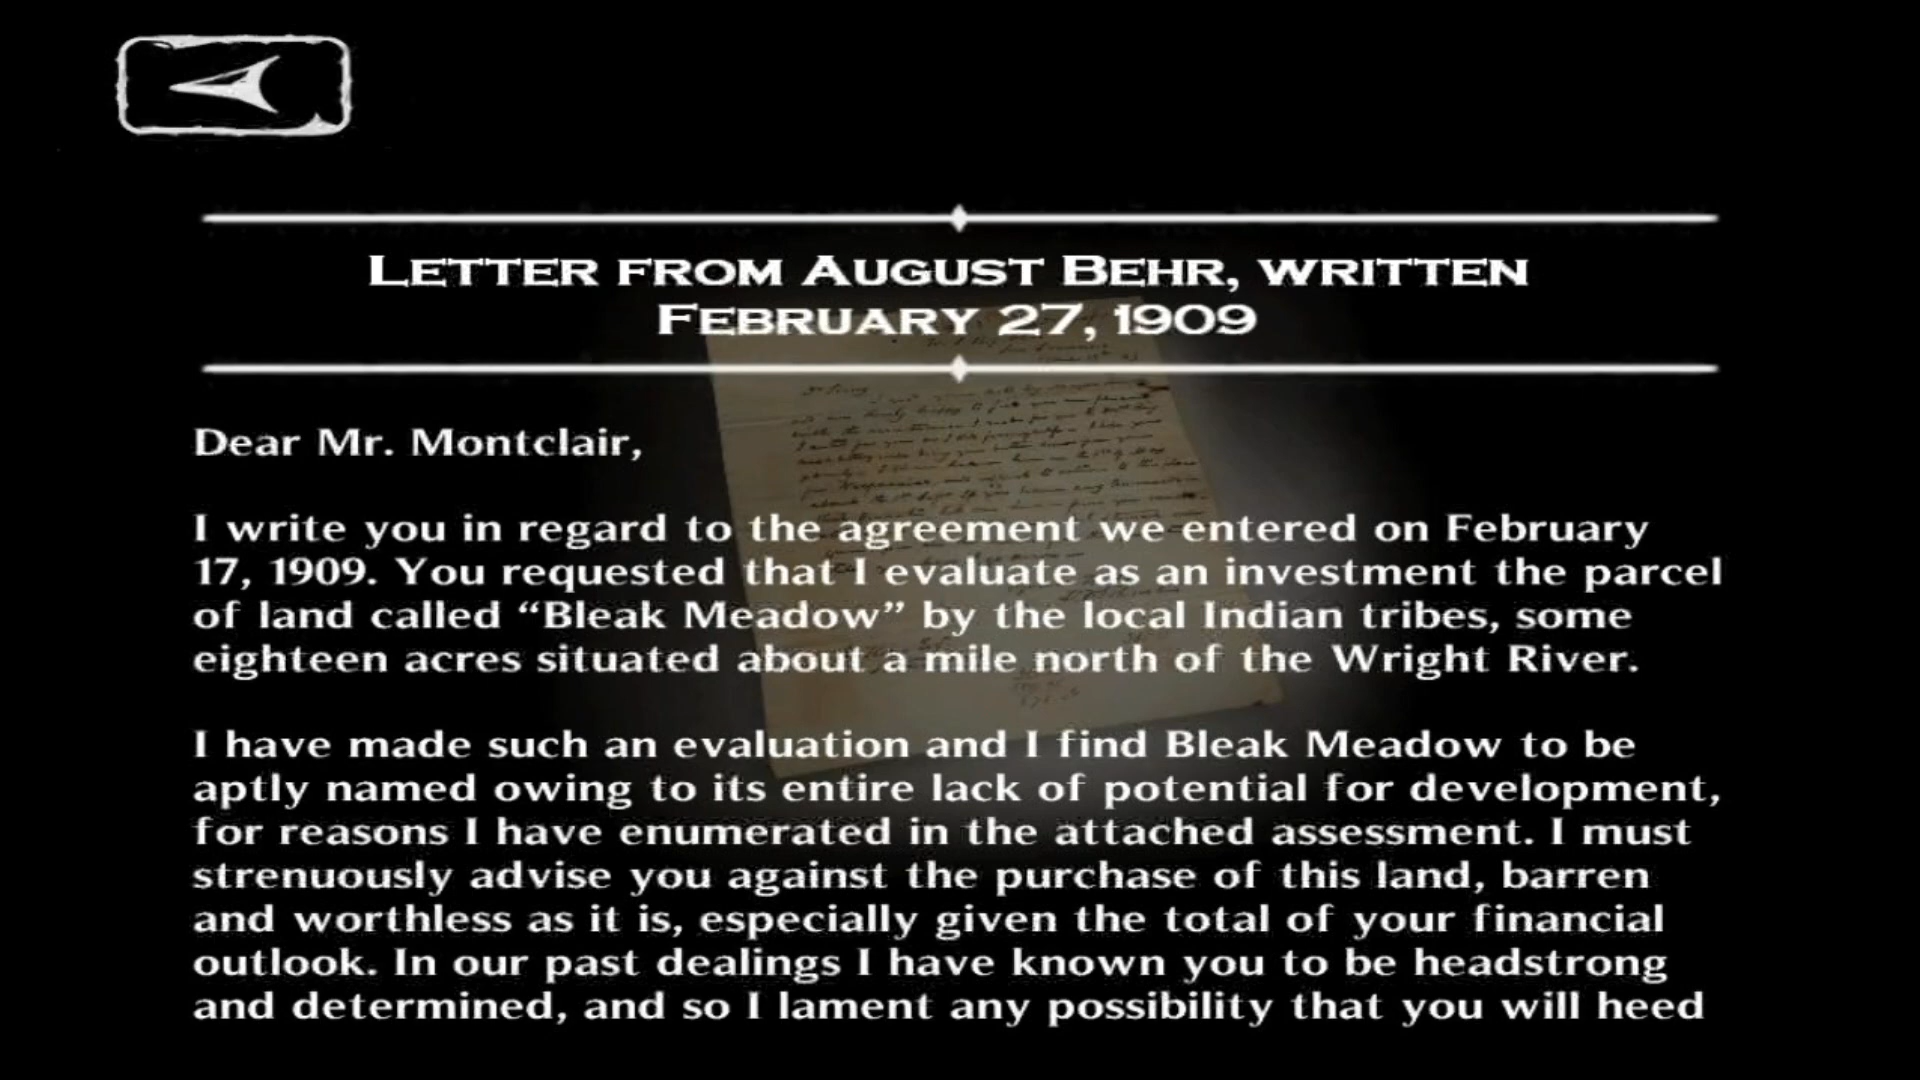 Letter from August Behr, written
February 27, 1909
Dear Mr. Montclair,
I write you in regard to the agreement we entered on February
17, 1909. You requested that I evaluate as an investment the parcel
of land called “Bleak Meadow” by the local Indian tribes, some
eighteen acres situated about a mile north of the Wright River.
I have made such an evaluation and I find Bleak Meadow to be
aptly named owing to its entire lack of potential for development,
for reasons I have enumerated in the attached assessment. I must
strenuously advise you against the purchase of this land, barren
and worthless as it is, especially given the total of your financial
outlook. In our past dealings I have known you to be headstrong
and determined, and so I lament any possibility that you will heed